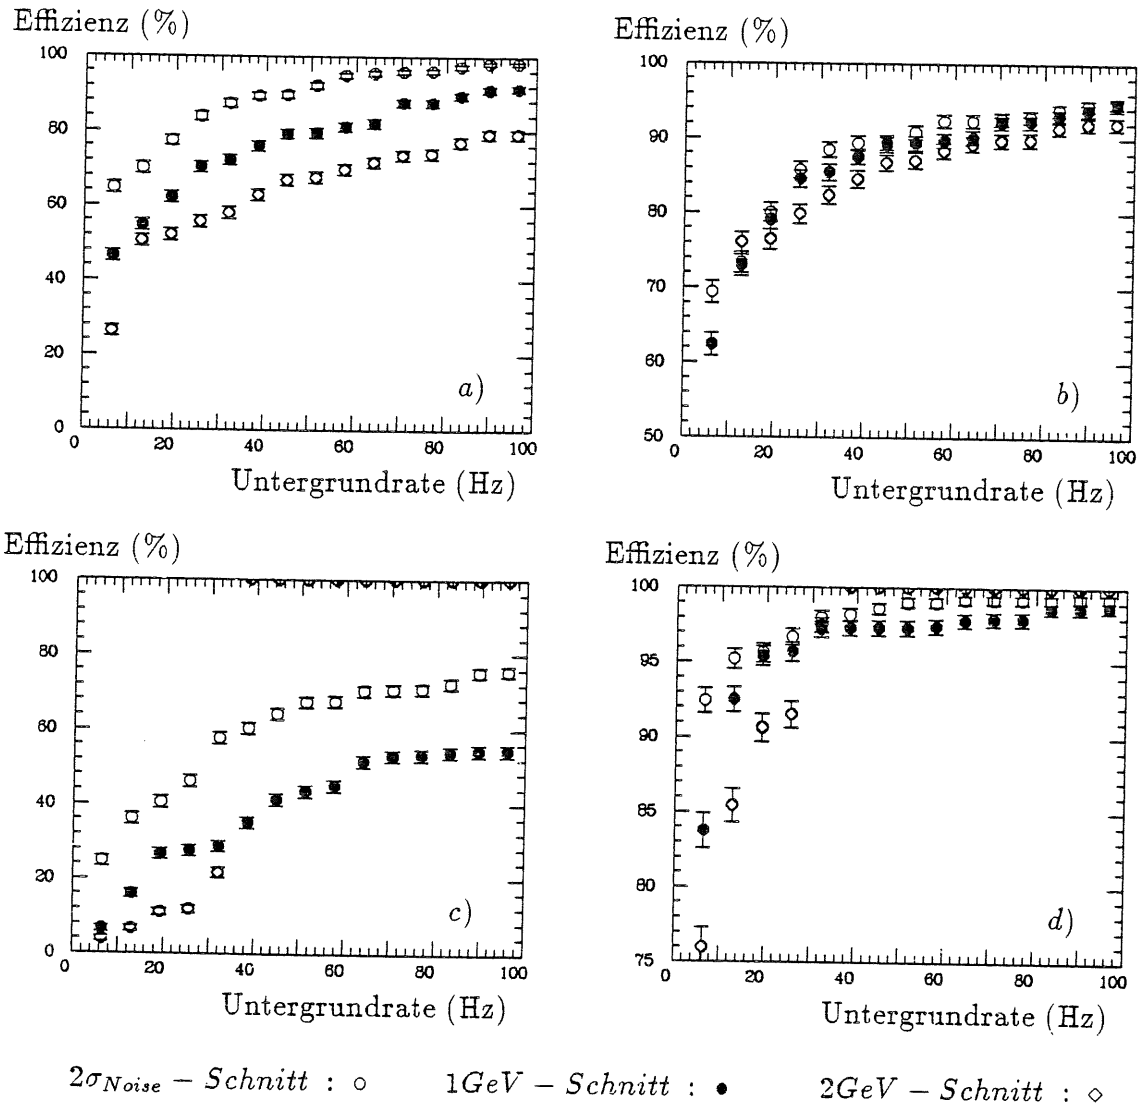 Effizienz (%)
100
80
60
40
20
0
0 20 40 60 80 100
a)
Untergrundrate (Hz)
Effizienz (%)
100
90
80
70
60
50
0 20 40 60 80 100
b)
Untergrundrate (Hz)
Effizienz (%)
100
80
60
40
20
0
0 20 40 60 80 100
c)
Untergrundrate (Hz)
Effizienz (%)
100
95
90
85
80
75
0 20 40 60 80 100
d)
Untergrundrate (Hz)
2σNoise − Schnitt : ○ 1GeV − Schnitt : ● 2GeV − Schnitt : ◇